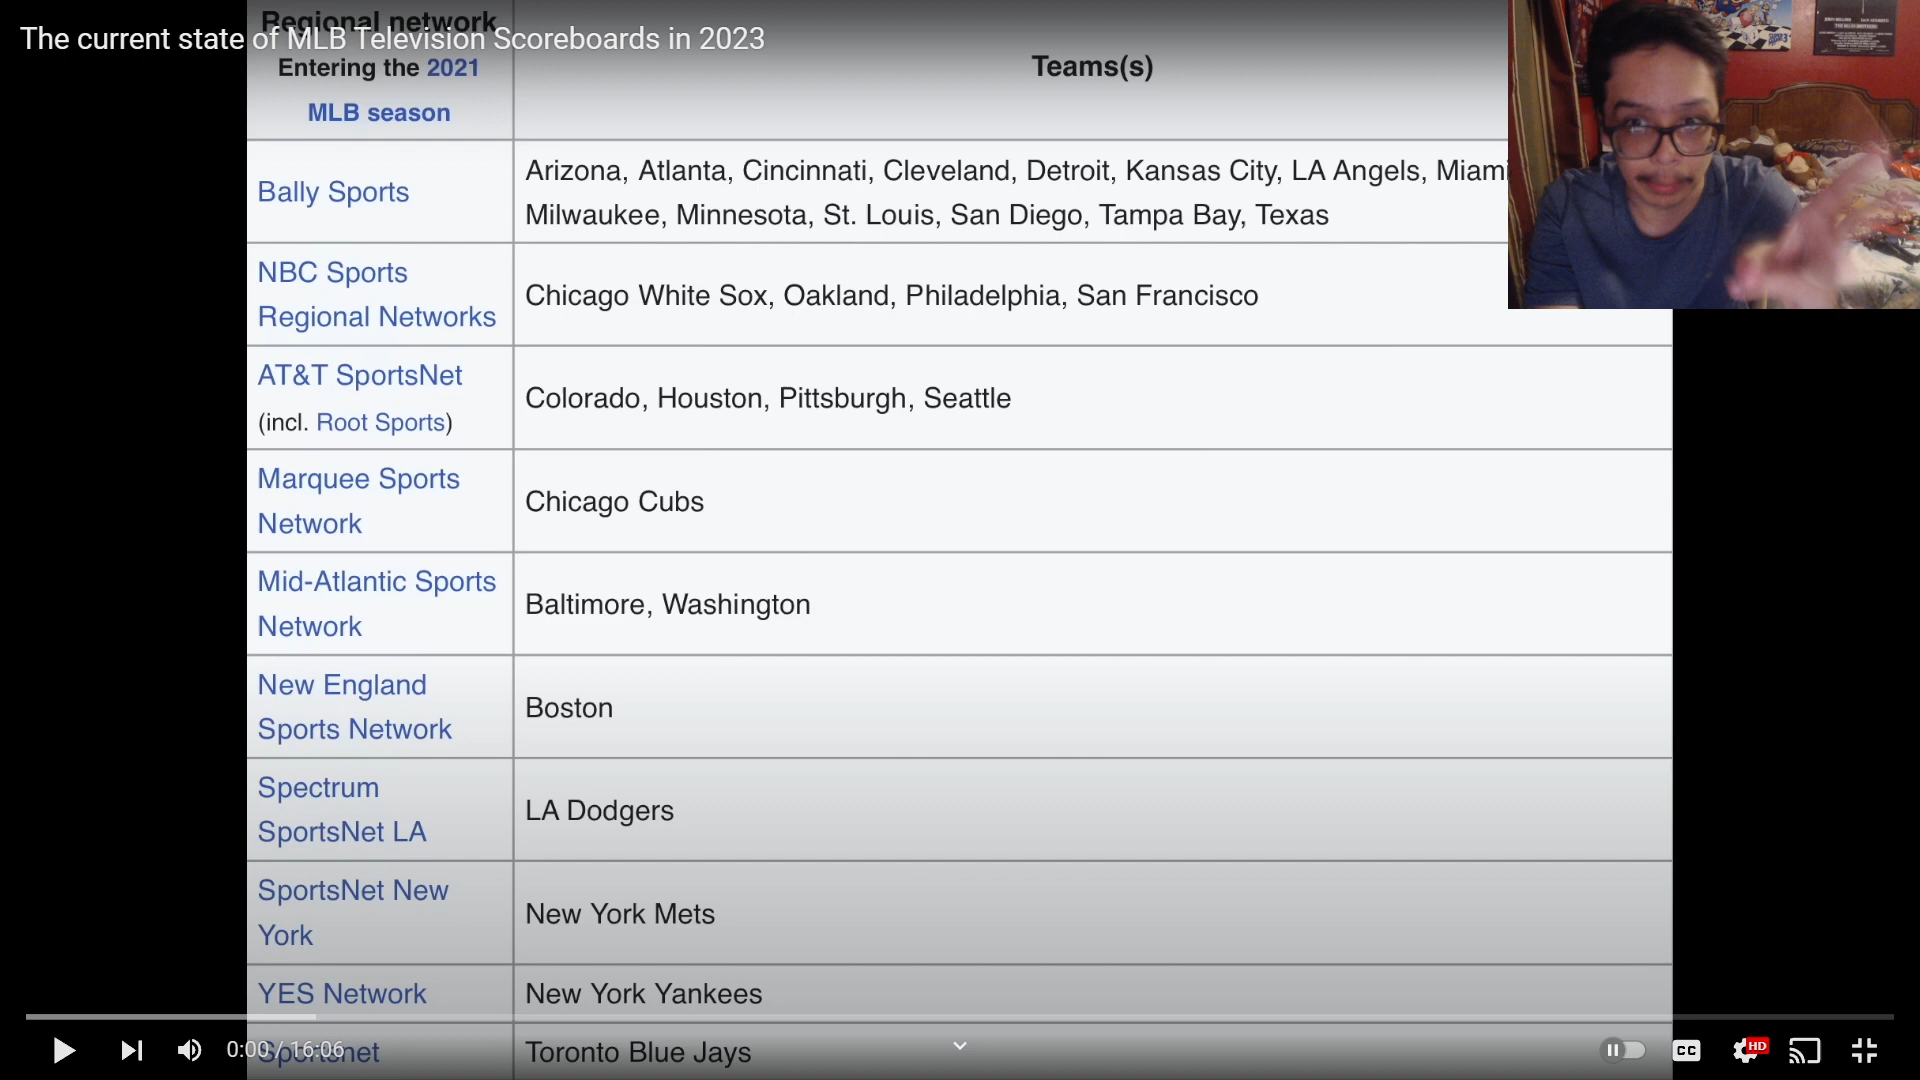 Regional network
The current state of MLB Television Scoreboards in 2023
Entering the 2021
MLB season
Teams(s)
Bally Sports
Arizona, Atlanta, Cincinnati, Cleveland, Detroit, Kansas City, LA Angels, Miami
Milwaukee, Minnesota, St. Louis, San Diego, Tampa Bay, Texas
NBC Sports
Regional Networks
Chicago White Sox, Oakland, Philadelphia, San Francisco
AT&T SportsNet
(incl. Root Sports)
Colorado, Houston, Pittsburgh, Seattle
Marquee Sports
Network
Chicago Cubs
Mid-Atlantic Sports
Network
Baltimore, Washington
New England
Sports Network
Boston
Spectrum
SportsNet LA
LA Dodgers
SportsNet New
York
New York Mets
YES Network
New York Yankees
Sportsnet
Toronto Blue Jays
0:00 / 16:06
CC
HD